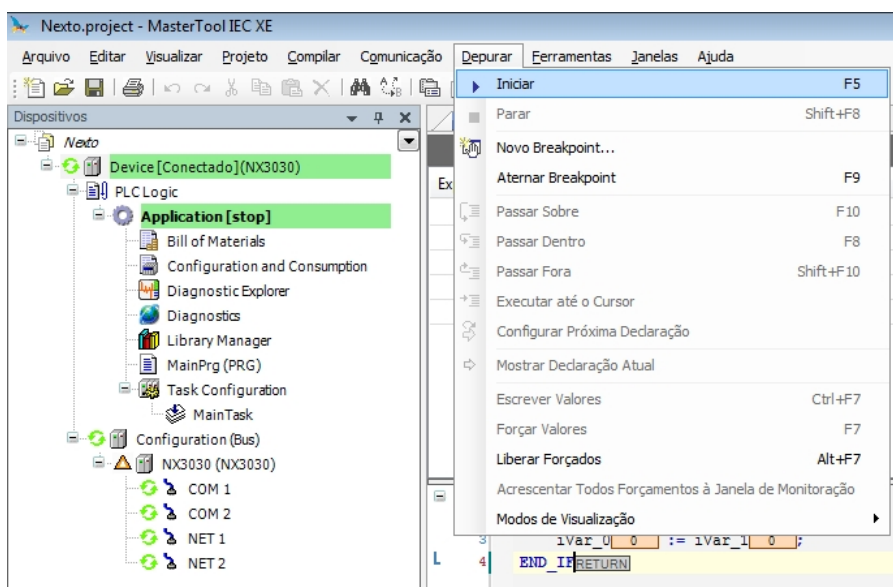 Nexto.project - MasterTool IEC XE
Arquivo Editar Visualizar Projeto Compilar Comunicação Depurar Ferramentas Janelas Ajuda
Dispositivos
Nexto
Device [Conectado] (NX3030)
PLC Logic
Application [stop]
Bill of Materials
Configuration and Consumption
Diagnostic Explorer
Diagnostics
Library Manager
MainPrg (PRG)
Task Configuration
MainTask
Configuration (Bus)
NX3030 (NX3030)
COM 1
COM 2
NET 1
NET 2
Ex
Iniciar F5
Parar Shift+F8
Novo Breakpoint...
Aternar Breakpoint F9
Passar Sobre F10
Passar Dentro F8
Passar Fora Shift+F10
Executar até o Cursor
Configurar Próxima Declaração
Mostrar Declaração Atual
Escrever Valores Ctrl+F7
Forçar Valores F7
Liberar Forçados Alt+F7
Acrescentar Todos Forçamentos à Janela de Monitoração
Modos de Visualização
3 iVar_0 0 := iVar_1 0 ;
L 4 END_IF RETURN